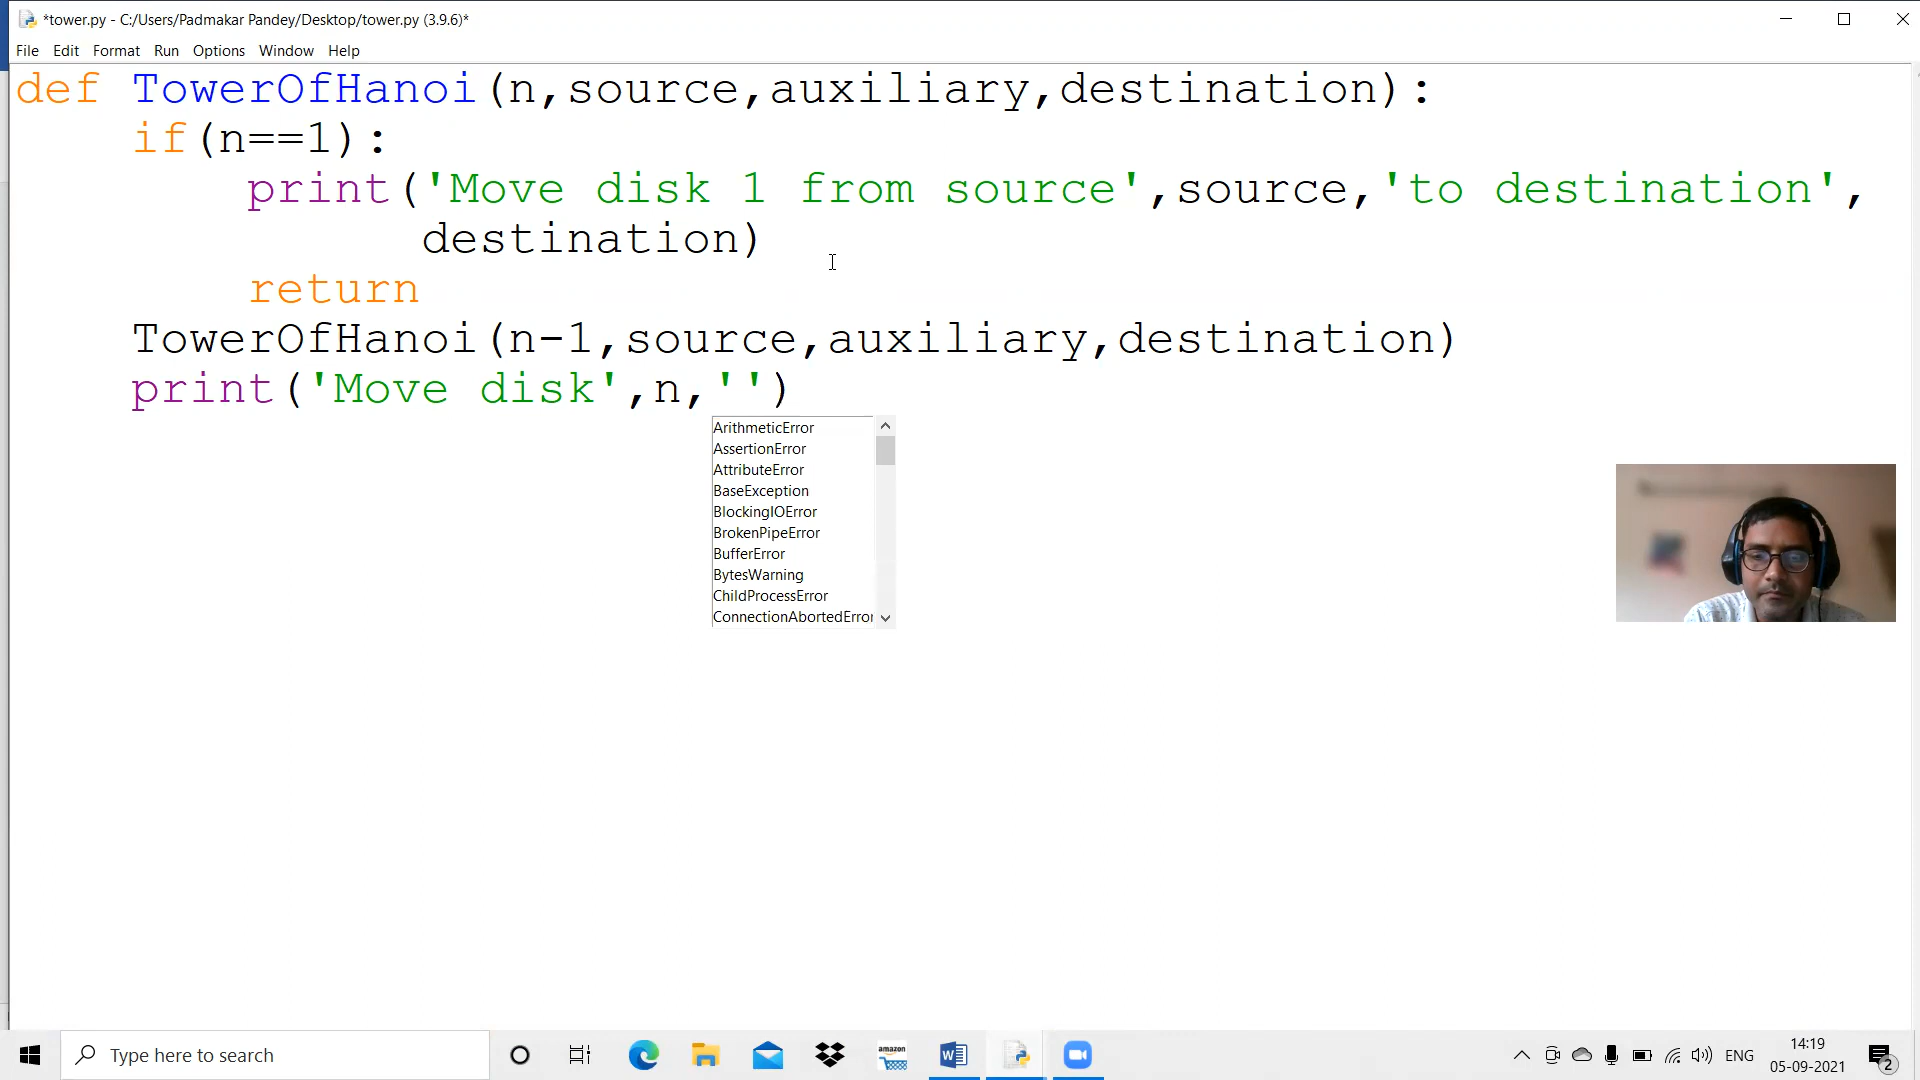 *tower.py - C:/Users/Padmakar Pandey/Desktop/tower.py (3.9.6)*
File Edit Format Run Options Window Help
def TowerOfHanoi(n,source,auxiliary,destination):
if(n==1):
print('Move disk 1 from source',source,'to destination',
destination)
return
TowerOfHanoi(n-1,source,auxiliary,destination)
print('Move disk',n,'')
ArithmeticError
AssertionError
AttributeError
BaseException
BlockingIOError
BrokenPipeError
BufferError
BytesWarning
ChildProcessError
ConnectionAbortedError
Type here to search
amazon
W
ENG
14:19
05-09-2021
2